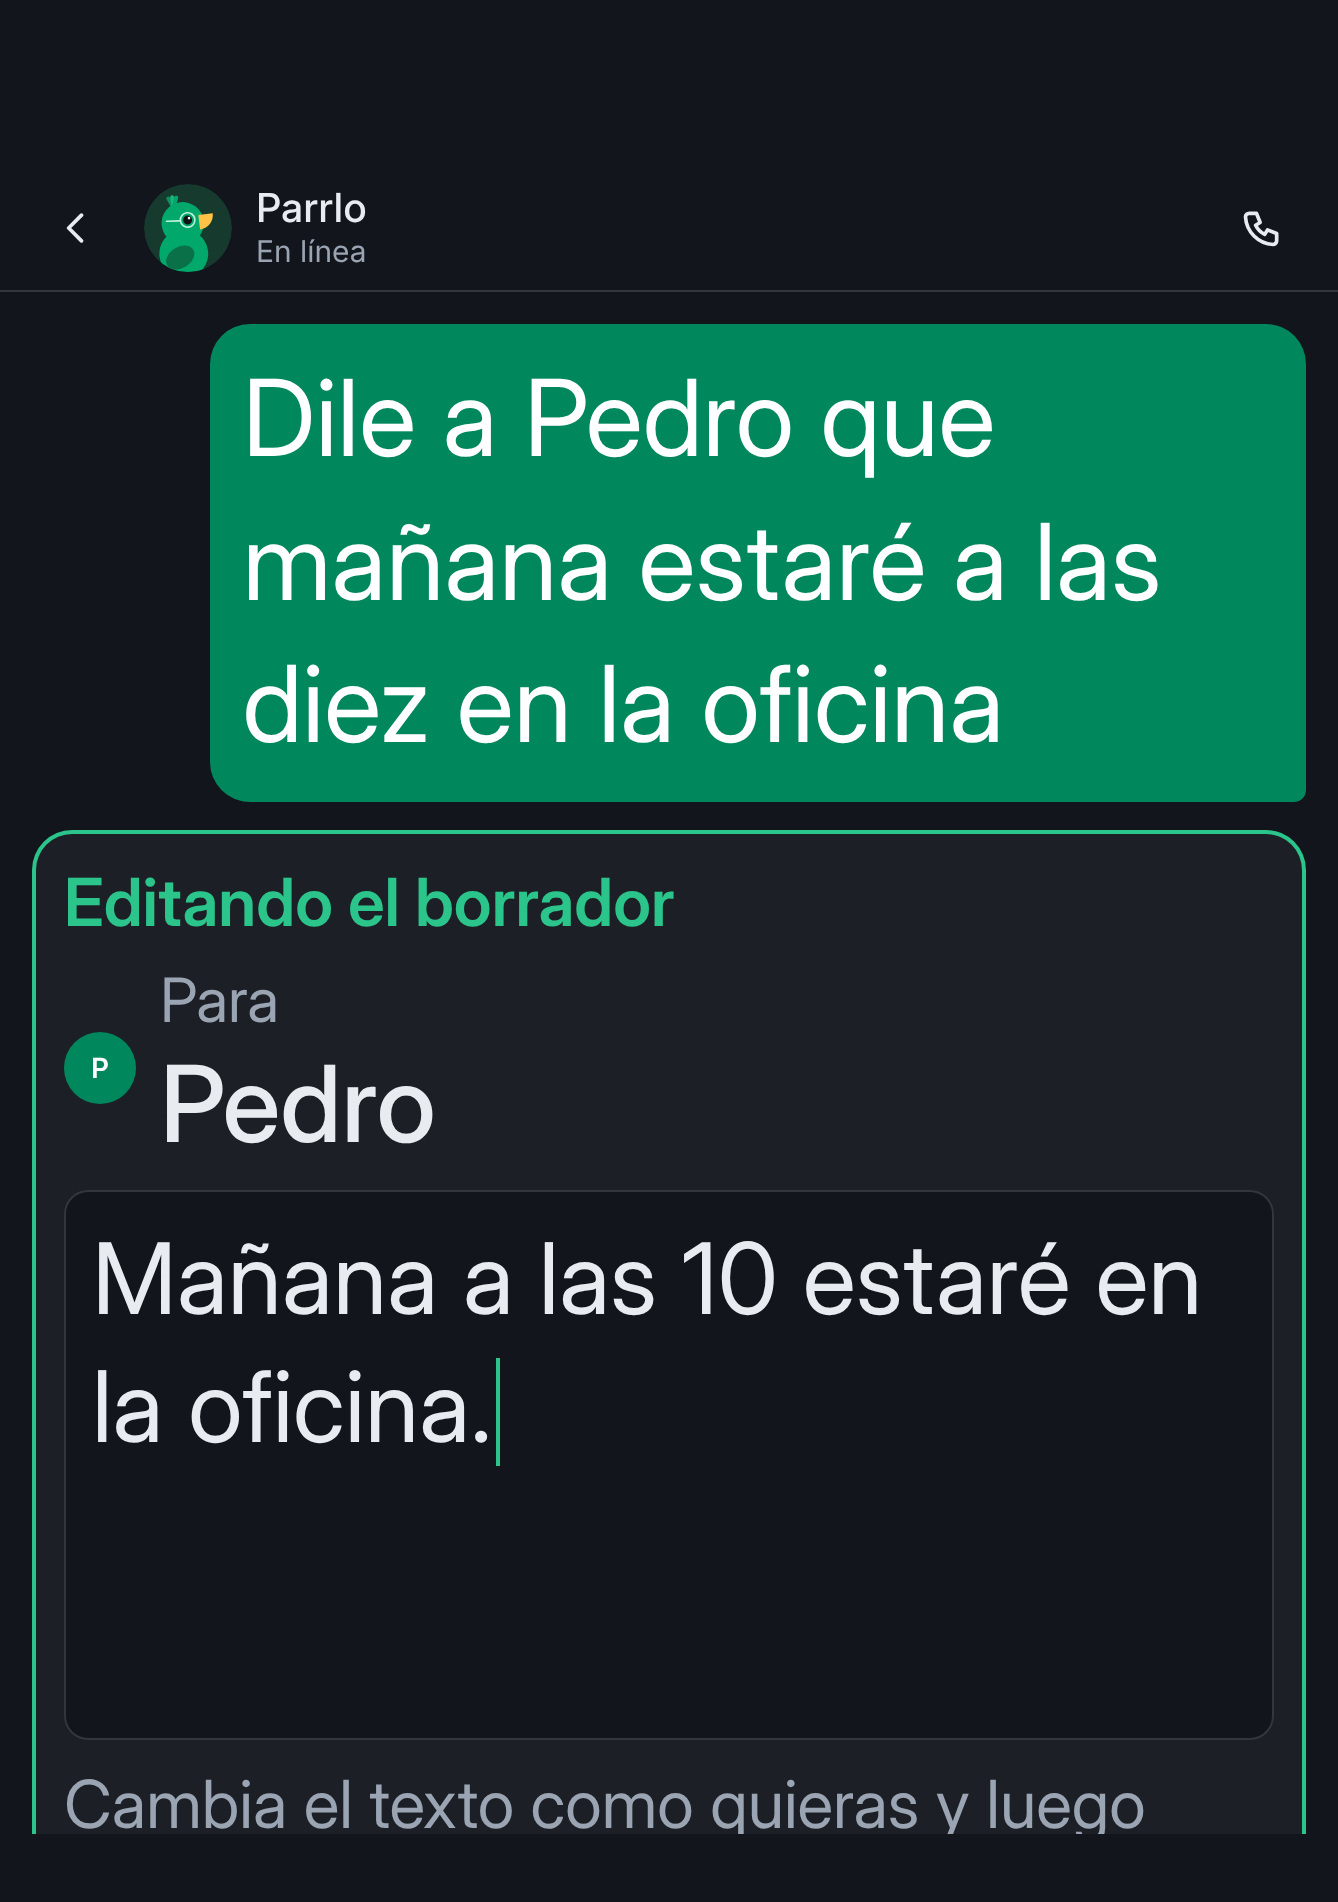 Parrlo
En línea
Dile a Pedro que
mañana estaré a las
diez en la oficina
Editando el borrador
Para
P
Pedro
Mañana a las 10 estaré en
la oficina.
Cambia el texto como quieras y luego